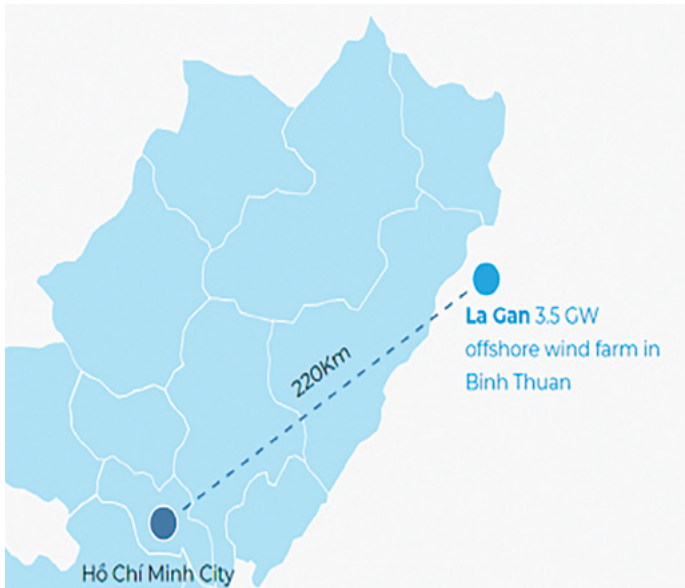 220Km
La Gan 3.5 GW
offshore wind farm in
Binh Thuan
Hồ Chí Minh City